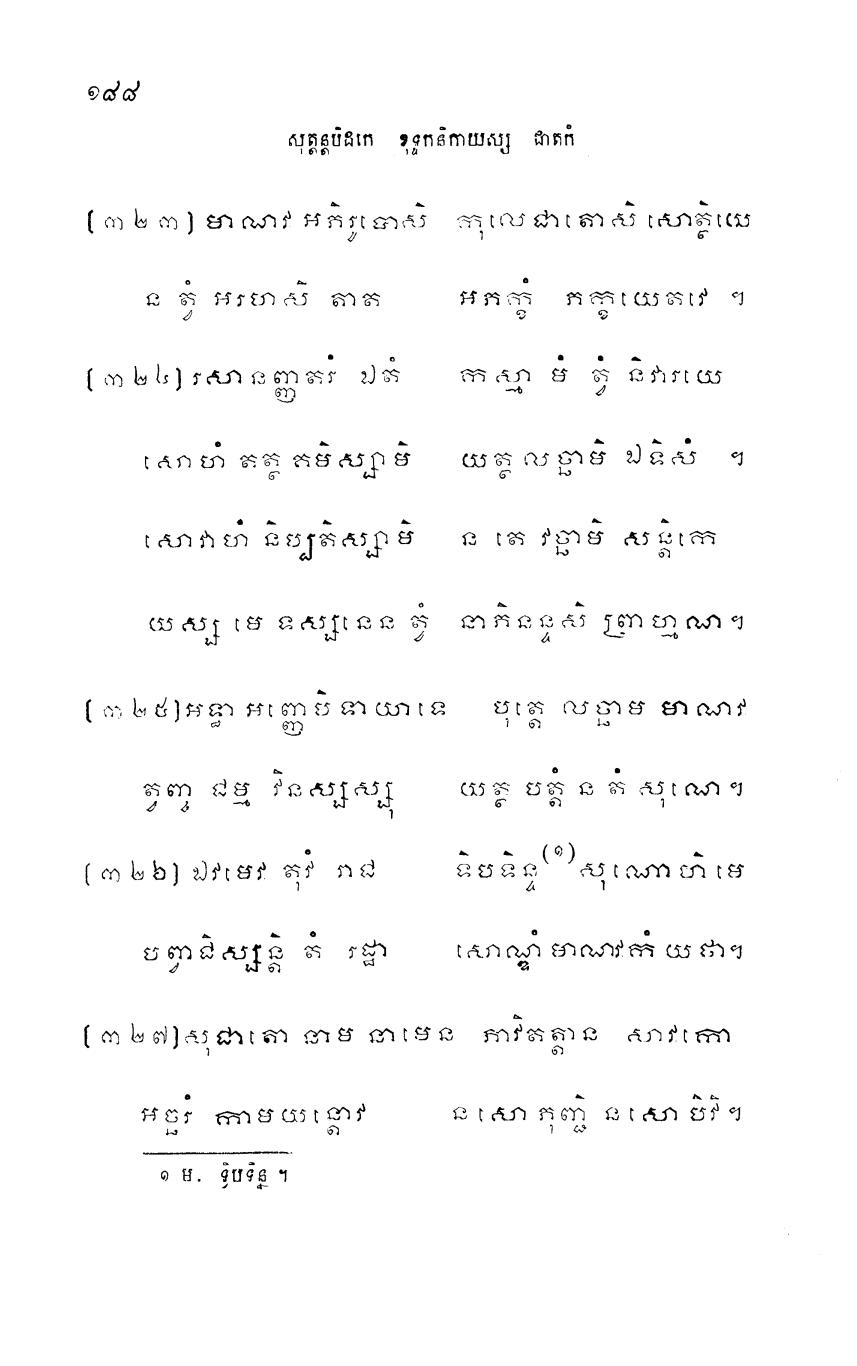 ១៨៨
សុត្តន្តបិដកេ ខុទ្ទកនិកាយស្ស ជាតកំ
(៣២៣) មាណវ អភិរូបោសិ កុលេ ជាតោសិ សោត្ថិយេ
ន ត្វំ អរហសិ តាត អភក្ខំ ភក្ខយេតវេ ។
(៣២៤) រសានញ្ញតរំ ឯតំ កស្មា មំ ត្វំ និវារយេ
សោហំ តត្ថ គមិស្សាមិ យត្ថ លច្ឆាមិ ឯទិសំ ។
សោវាហំ និប្បតិស្សាមិ ន តេ វច្ឆាមិ សន្តិកេ
យស្ស មេ ទស្សនេន ត្វំ នាភិនន្ទសិ ព្រាហ្មណ។
(៣២៥) អទ្ធា អញ្ញេបិ ទាយាទេ បុត្តេ លច្ឆាម មាណវ
ត្វញ្ច ជម្ម វិនស្សស្សុ យត្ថ បត្តំ ន តំ សុណេ។
(៣២៦) ឯវមេវ តុវំ រាជ ទិបទិន្ទ(១) សុណោហិ មេ
បព្វាជិស្សន្តិ តំ រដ្ឋា សោណ្ឌំ មាណវកំ យថា។
(៣២៧) សុជាតោ នាម នាមេន ភាវិតត្តាន សាវកោ
អច្ឆរំ កាមយន្តោវ ន សោ ភុញ្ជិ ន សោ បិវិ។
១ ម. ទ្វិបទិន្ទ ។